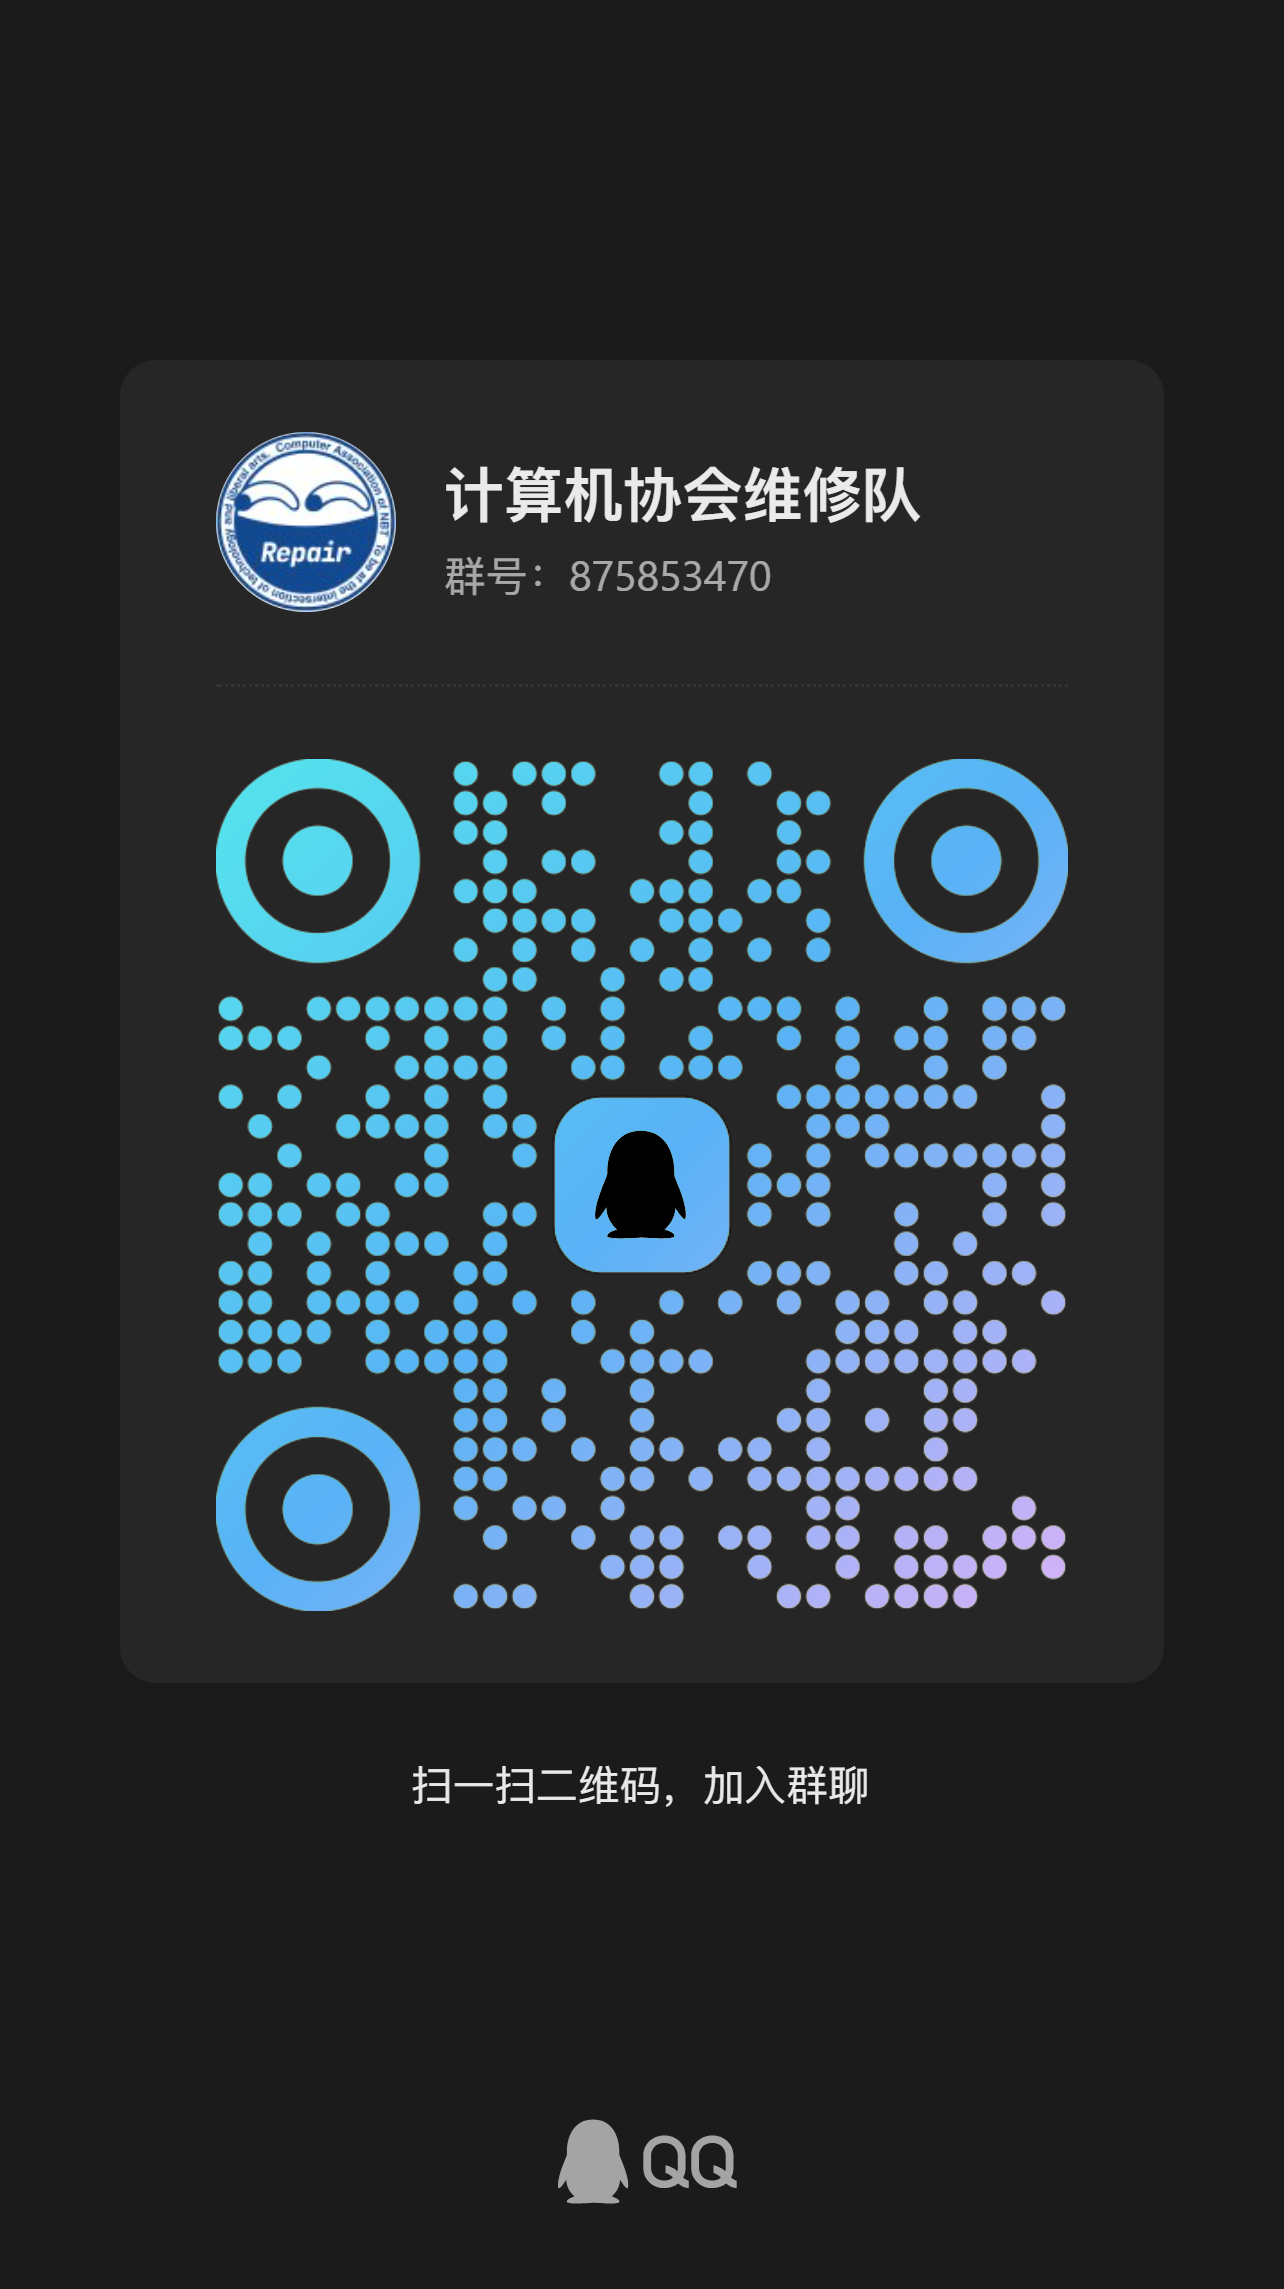 Computer Association of NBT To be at the intersection of technology and liberal arts.
Repair
计算机协会维修队
群号：875853470
扫一扫二维码，加入群聊
QQ